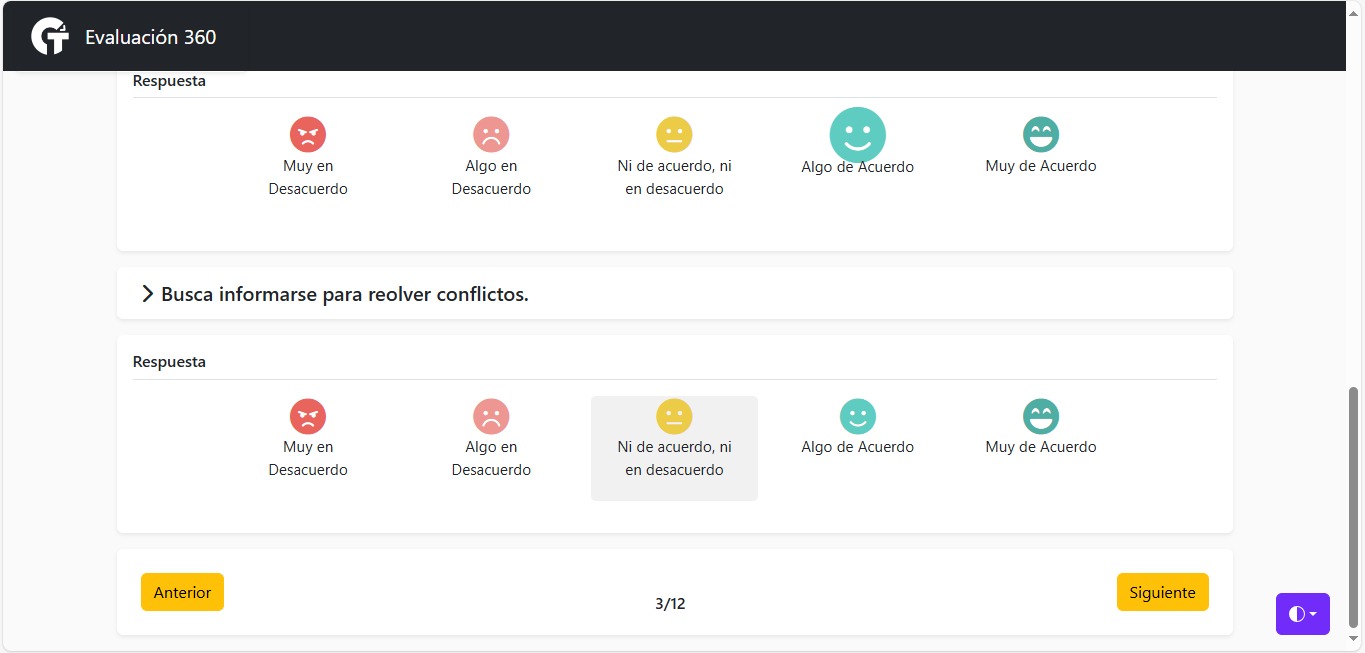 Evaluación 360
Respuesta
Muy en
Desacuerdo
Algo en
Desacuerdo
Ni de acuerdo, ni
en desacuerdo
Algo de Acuerdo
Muy de Acuerdo
Busca informarse para reolver conflictos.
Respuesta
Muy en
Desacuerdo
Algo en
Desacuerdo
Ni de acuerdo, ni
en desacuerdo
Algo de Acuerdo
Muy de Acuerdo
Anterior
3/12
Siguiente